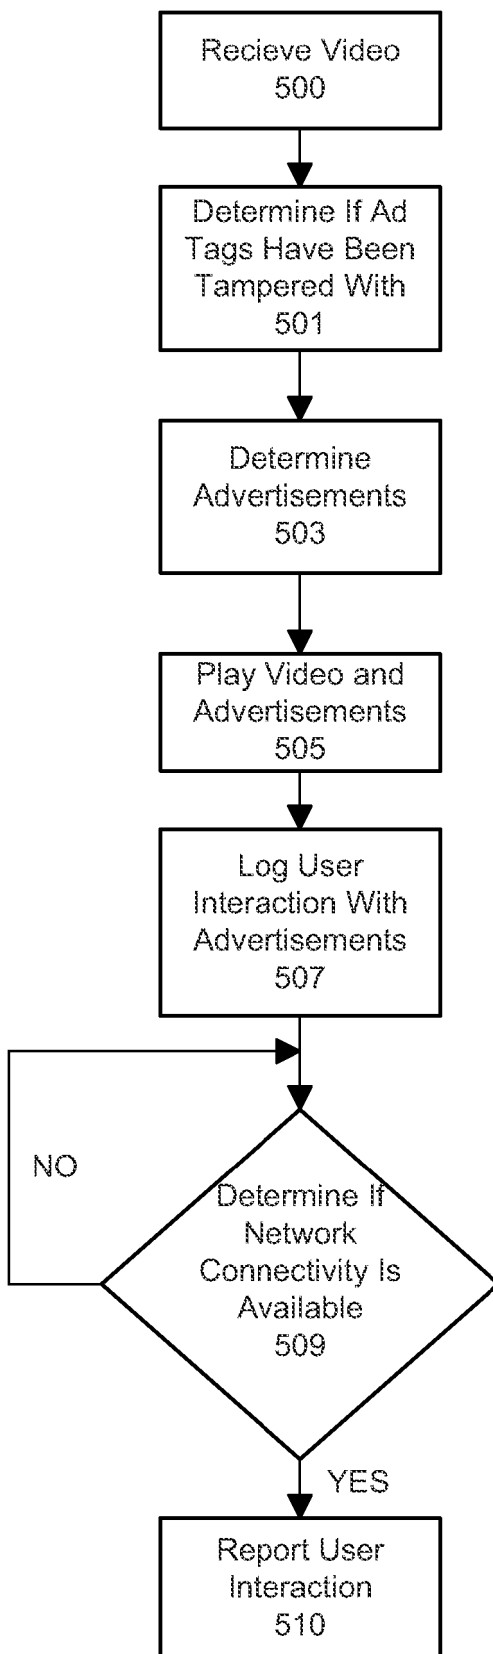 Recieve Video
500
Determine If Ad
Tags Have Been
Tampered With
501
Determine
Advertisements
503
Play Video and
Advertisements
505
Log User
Interaction With
Advertisements
507
NO
Determine If
Network
Connectivity Is
Available
509
YES
Report User
Interaction
510